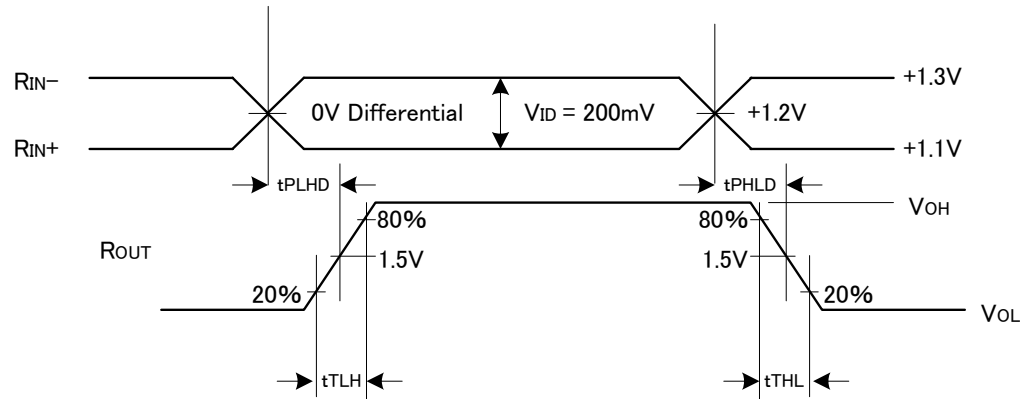 RIN−
+1.3V
0V Differential
VID = 200mV
+1.2V
RIN+
+1.1V
tPLHD
tPHLD
80%
80%
VOH
ROUT
1.5V
1.5V
20%
20%
VOL
tTLH
tTHL